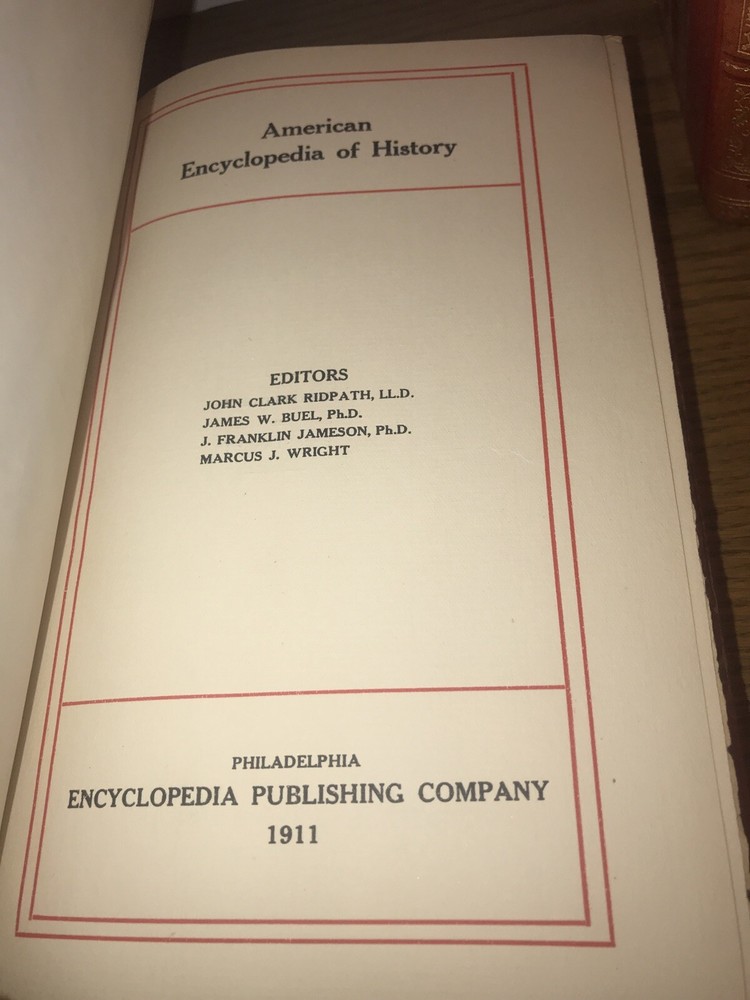 American
Encyclopedia of History
EDITORS
JOHN CLARK RIDPATH, LL.D.
JAMES W. BUEL, Ph.D.
J. FRANKLIN JAMESON, Ph.D.
MARCUS J. WRIGHT
PHILADELPHIA
ENCYCLOPEDIA PUBLISHING COMPANY
1911